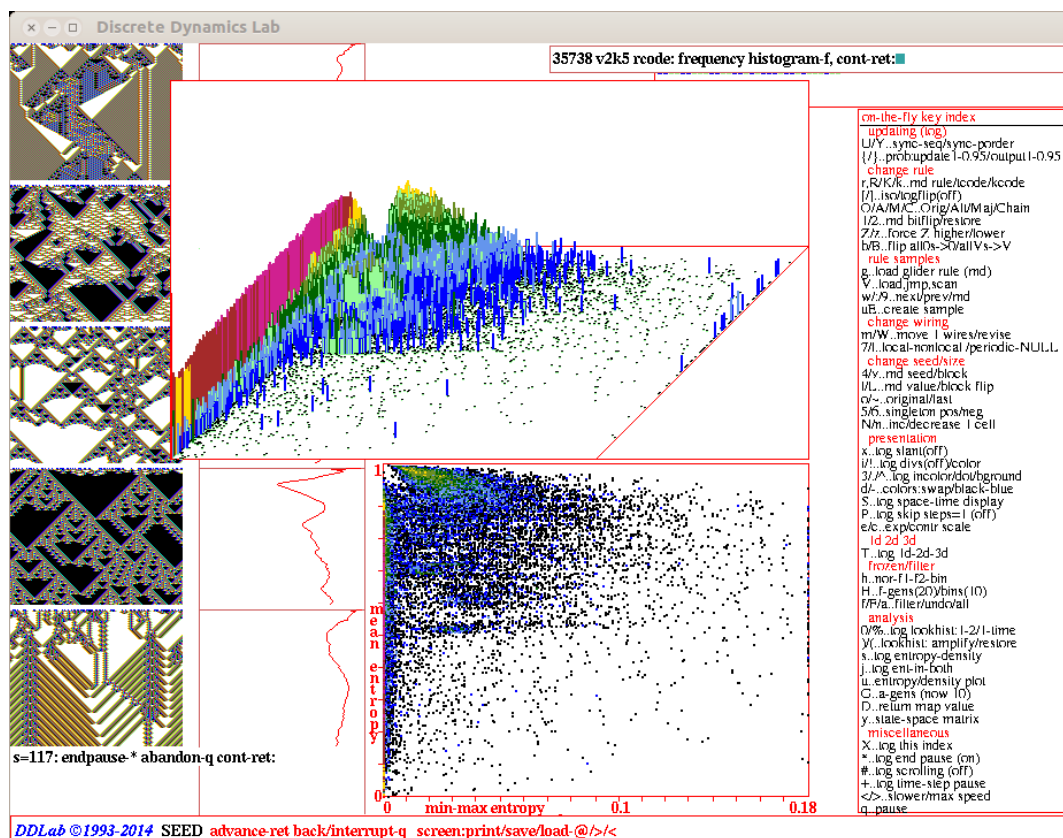 Discrete Dynamics Lab
35738 v2k5 rcode: frequency histogram-f, cont-ret:
on-the-fly key index
updating (tog)
U/Y..sync-seq/sync-porder
{/}..prob:update 1-0.95/output 1-0.95
change rule
r,R/K/k..rnd rule/tcode/kcode
[/]..iso/togflip(off)
O/A/M/C..Orig/Alt/Maj/Chain
1/2..rnd bitflip/restore
Z/z..force Z higher/lower
b/B..flip all0s->0/allVs->V
rule samples
g..load glider rule (rnd)
V..load,jmp,scan
uE..create sample
change wiring
m/W..move 1 wires/revise
7/l..local-nonlocal /periodic-NULL
change seed/size
4/v..rnd seed/block
l/L..rnd value/block flip
o/~..original/last
5/6..singleton pos/neg
N/n..inc/decrease 1 cell
presentation
x..tog slant(off)
i/!..tog divs(off)/color
3/./^..tog incolor/dot/bground
d/-..colors:swap/black-blue
S..tog space-time display
P..tog skip steps=1 (off)
e/c..exp/contr scale
1d 2d 3d
T..tog 1d-2d-3d
frozen/filter
h..nor-f1-f2-bin
H..f-gens(20)/bins(10)
f/F/a..filter/undo/all
analysis
0/%..tog lookhist: 1-2/1-time
)/(..lookhist: amplify/restore
s..tog entropy-density
j..tog ent-in-both
u..entropy/density plot
G..a-gens (now 10)
D..return map value
y..state-space matrix
miscellaneous
X..tog this index
*..tog end pause (on)
#..tog scrolling (off)
+..tog time-step pause
</>..slower/max speed
q..pause
1
mean entropy
0
0
min-max entropy
0.1
0.18
s=117: endpause-* abandon-q cont-ret:
DDLab ©1993-2014 SEED advance-ret back/interrupt-q screen:print/save/load-@/>/<